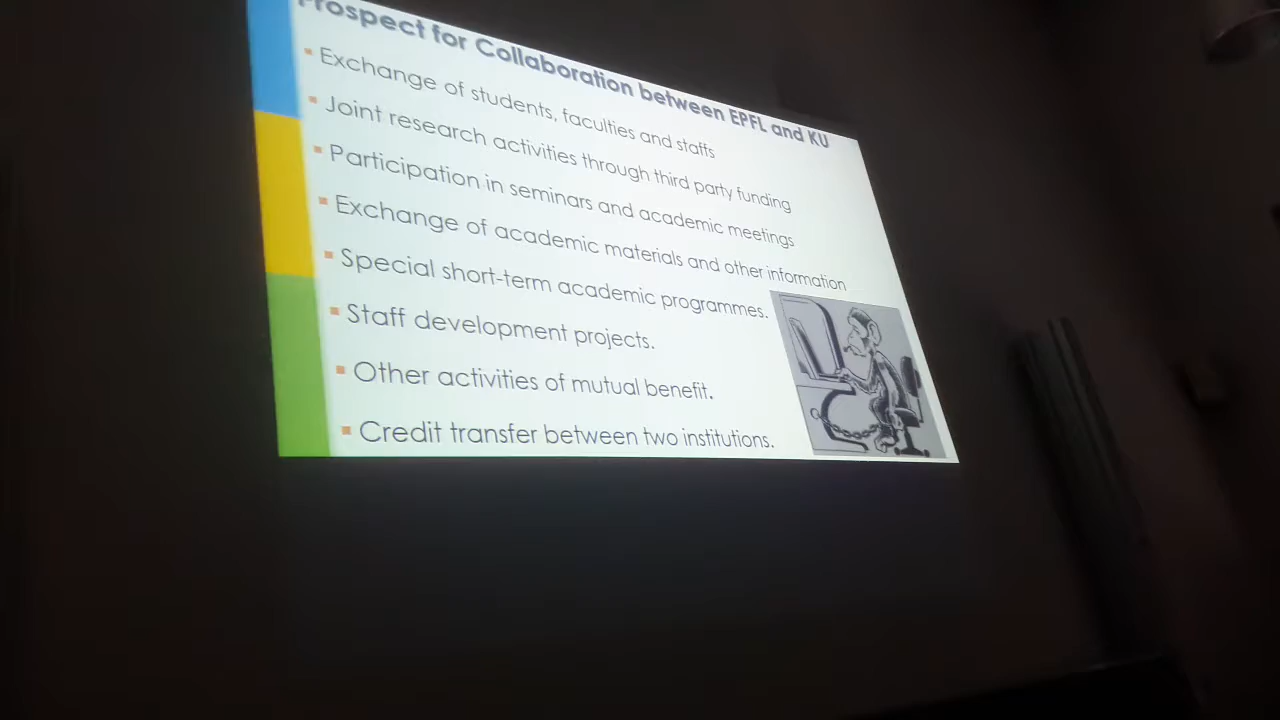 Prospect for Collaboration between EPFL and KU
Exchange of students, faculties and staffs
Joint research activities through third party funding
Participation in seminars and academic meetings
Exchange of academic materials and other information
Special short-term academic programmes.
Staff development projects.
Other activities of mutual benefit.
Credit transfer between two institutions.